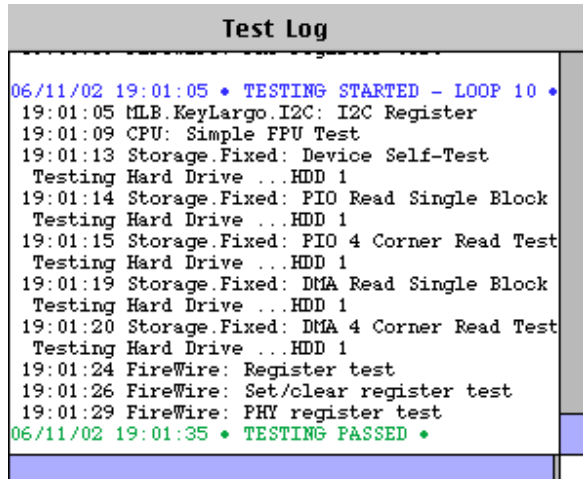 Test Log
06/11/02 19:01:05 • TESTING STARTED – LOOP 10 •
19:01:05 MLB.KeyLargo.I2C: I2C Register
19:01:09 CPU: Simple FPU Test
19:01:13 Storage.Fixed: Device Self-Test
Testing Hard Drive ...HDD 1
19:01:14 Storage.Fixed: PIO Read Single Block
Testing Hard Drive ...HDD 1
19:01:15 Storage.Fixed: PIO 4 Corner Read Test
Testing Hard Drive ...HDD 1
19:01:19 Storage.Fixed: DMA Read Single Block
Testing Hard Drive ...HDD 1
19:01:20 Storage.Fixed: DMA 4 Corner Read Test
Testing Hard Drive ...HDD 1
19:01:24 FireWire: Register test
19:01:26 FireWire: Set/clear register test
19:01:29 FireWire: PHY register test
06/11/02 19:01:35 • TESTING PASSED •